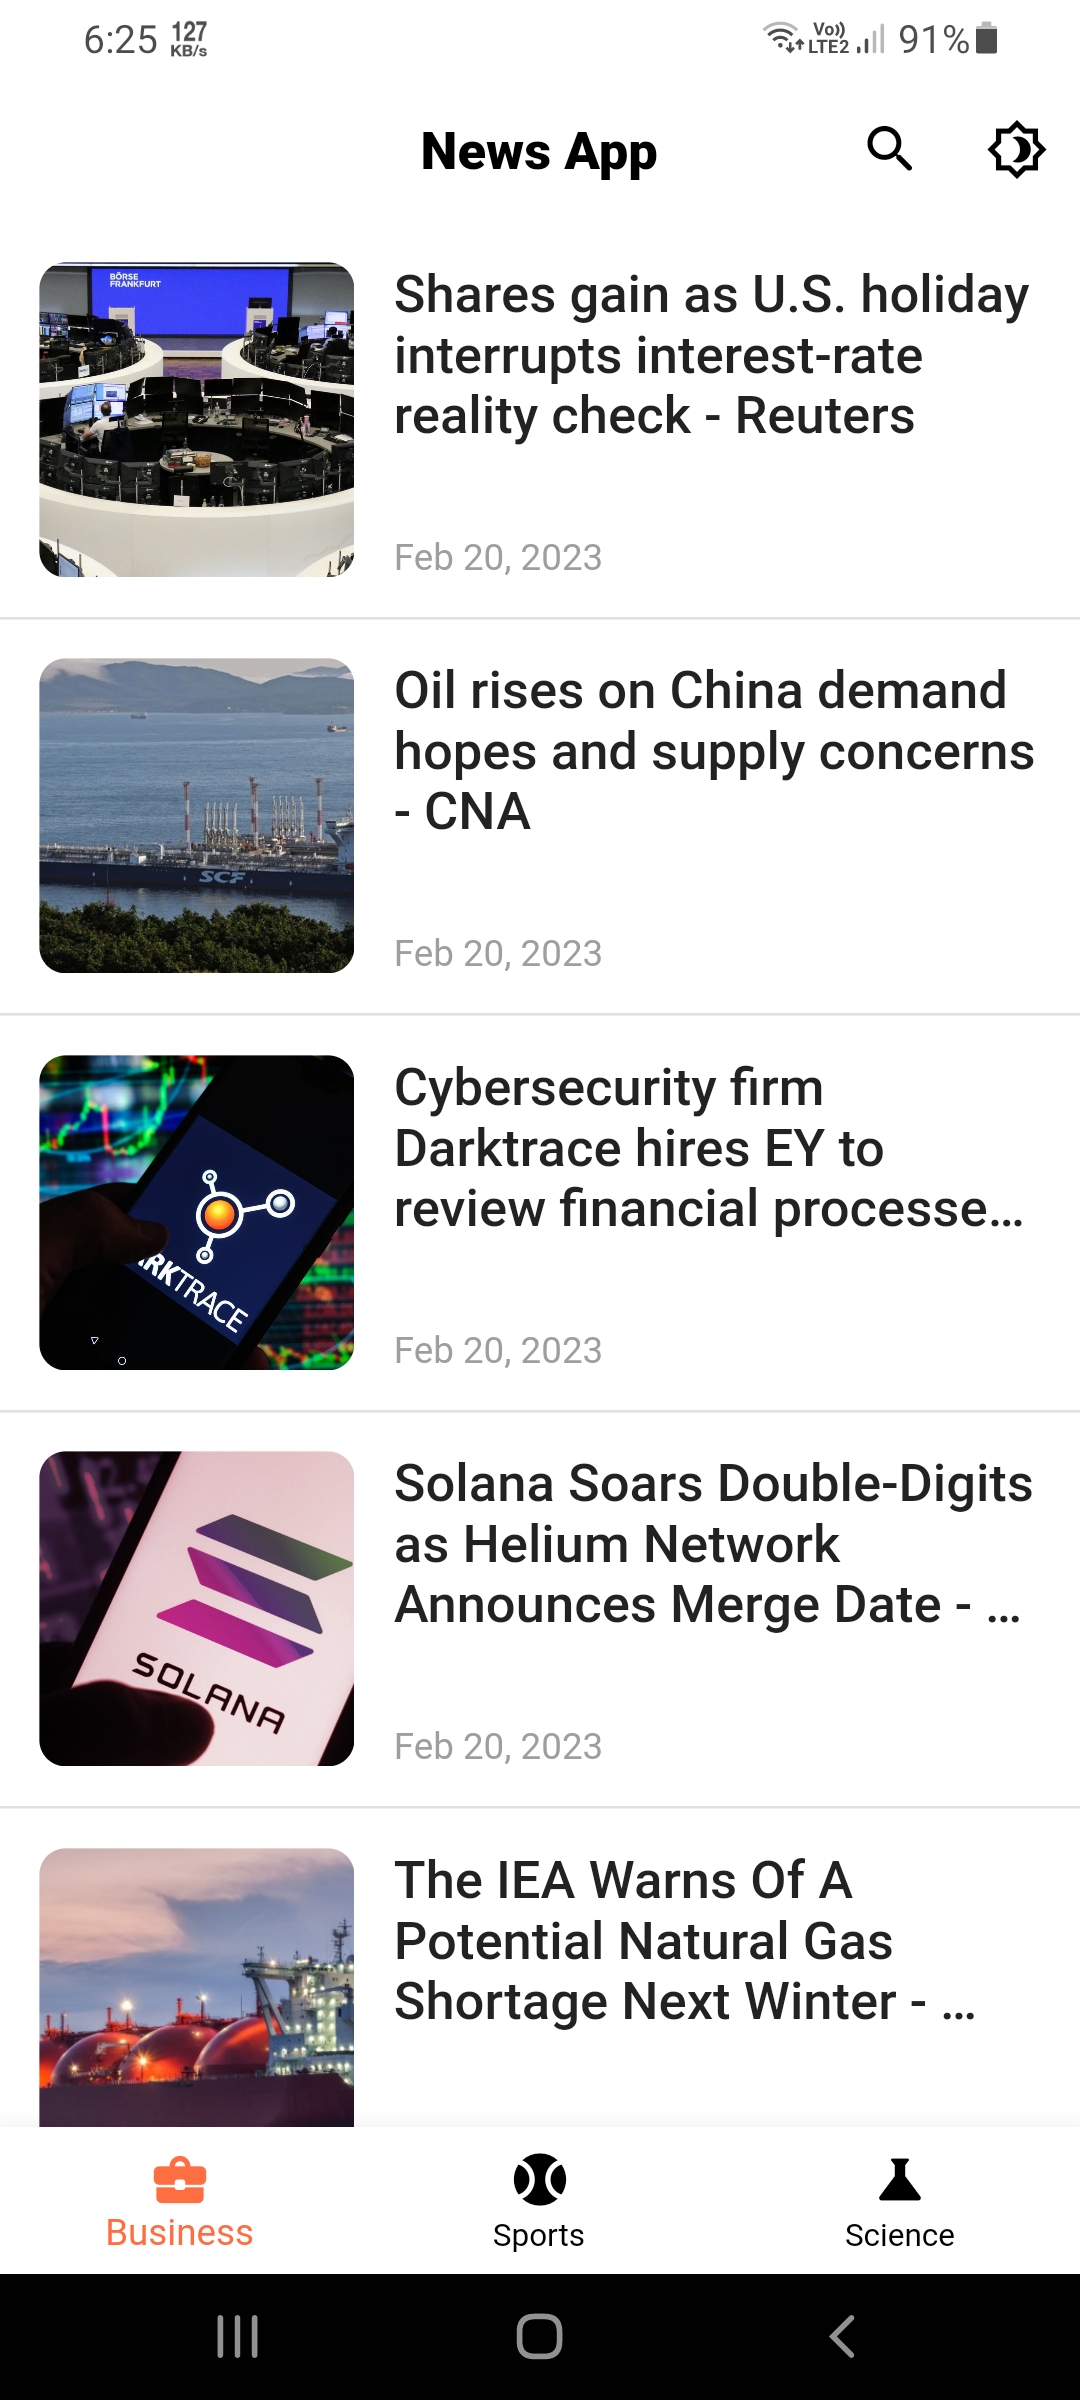 6:25 127 KB/s Vo)) LTE2 91%
News App
BÖRSE
FRANKFURT
Shares gain as U.S. holiday
interrupts interest-rate
reality check - Reuters
Feb 20, 2023
Oil rises on China demand
hopes and supply concerns
- CNA
SCF
Feb 20, 2023
Cybersecurity firm
Darktrace hires EY to
review financial processe...
ARKTRACE
Feb 20, 2023
Solana Soars Double-Digits
as Helium Network
Announces Merge Date - ...
SOLANA
Feb 20, 2023
The IEA Warns Of A
Potential Natural Gas
Shortage Next Winter - ...
Business Sports Science